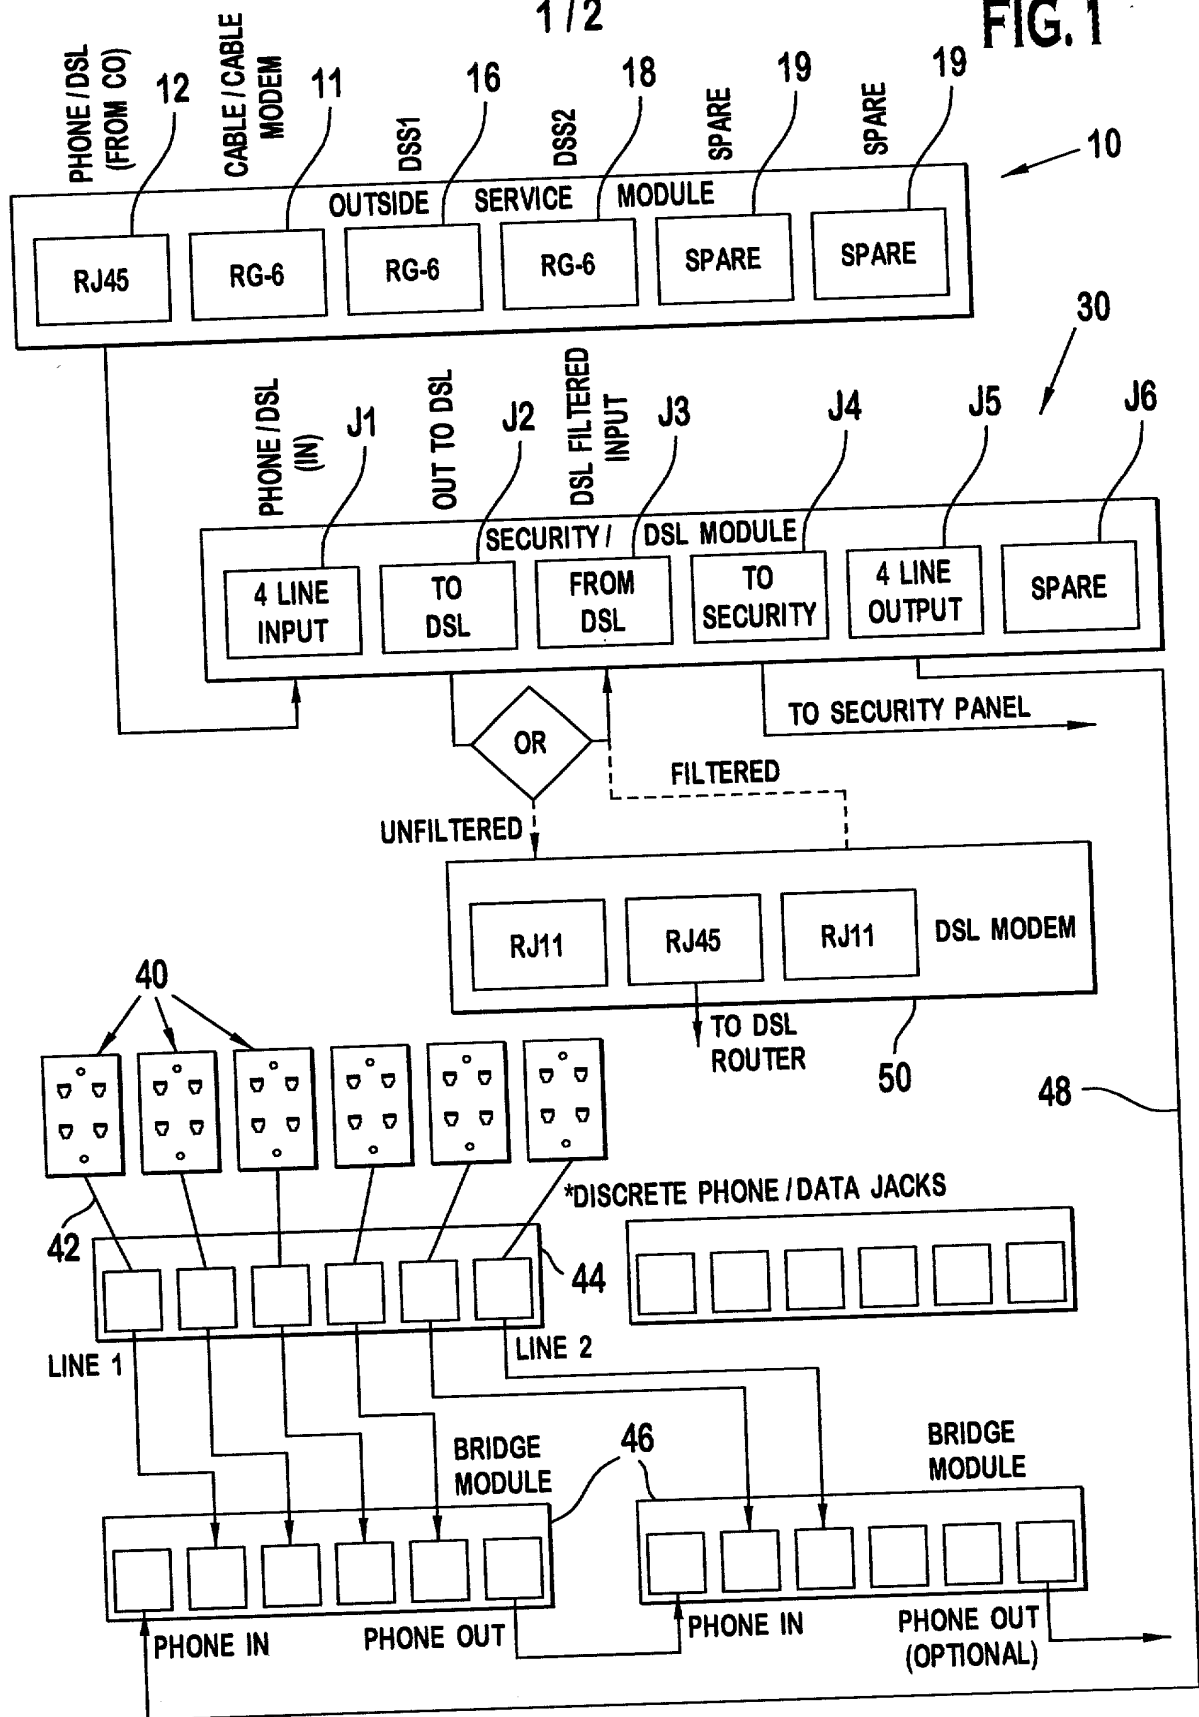 1/2
FIG. 1
PHONE/DSL
(FROM CO)
12
CABLE/CABLE
MODEM
11
DSS1
16
DSS2
18
SPARE
19
SPARE
19
10
OUTSIDE SERVICE MODULE
RJ45
RG-6
RG-6
RG-6
SPARE
SPARE
30
PHONE/DSL
(IN)
J1
OUT TO DSL
J2
DSL FILTERED
INPUT
J3
J4
J5
J6
SECURITY/ DSL MODULE
4 LINE
INPUT
TO
DSL
FROM
DSL
TO
SECURITY
4 LINE
OUTPUT
SPARE
TO SECURITY PANEL
OR
FILTERED
UNFILTERED
RJ11
RJ45
RJ11
DSL MODEM
TO DSL
ROUTER
50
40
48
42
*DISCRETE PHONE/DATA JACKS
44
LINE 1
LINE 2
BRIDGE
MODULE
46
BRIDGE
MODULE
PHONE IN
PHONE OUT
PHONE IN
PHONE OUT
(OPTIONAL)